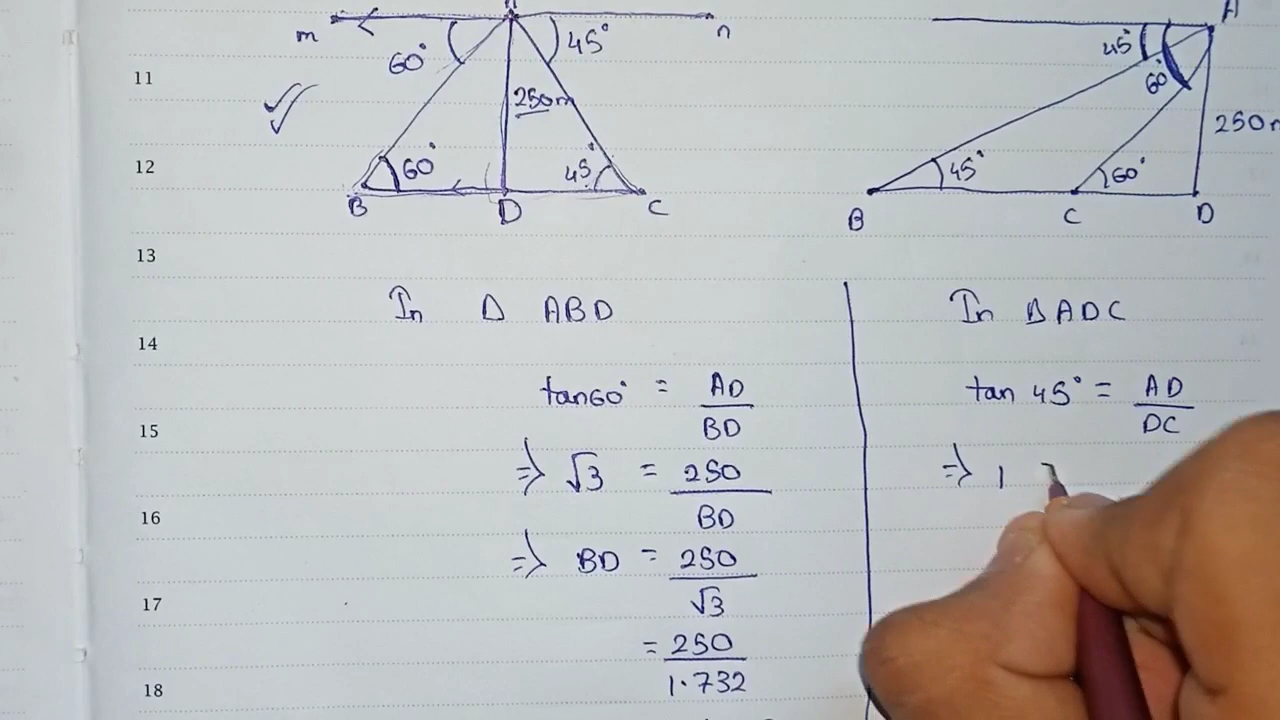 m
60°
45°
n
250m
60°
45°
B
D
C
A
45°
60°
250
45°
60°
B
C
D
11
12
13
14
15
16
17
18
In Δ ABD
tan60° = AD
BD
⇒ √3 = 250
BD
⇒ BD = 250
√3
= 250
1.732
In Δ ADC
tan 45° = AD
DC
⇒ 1